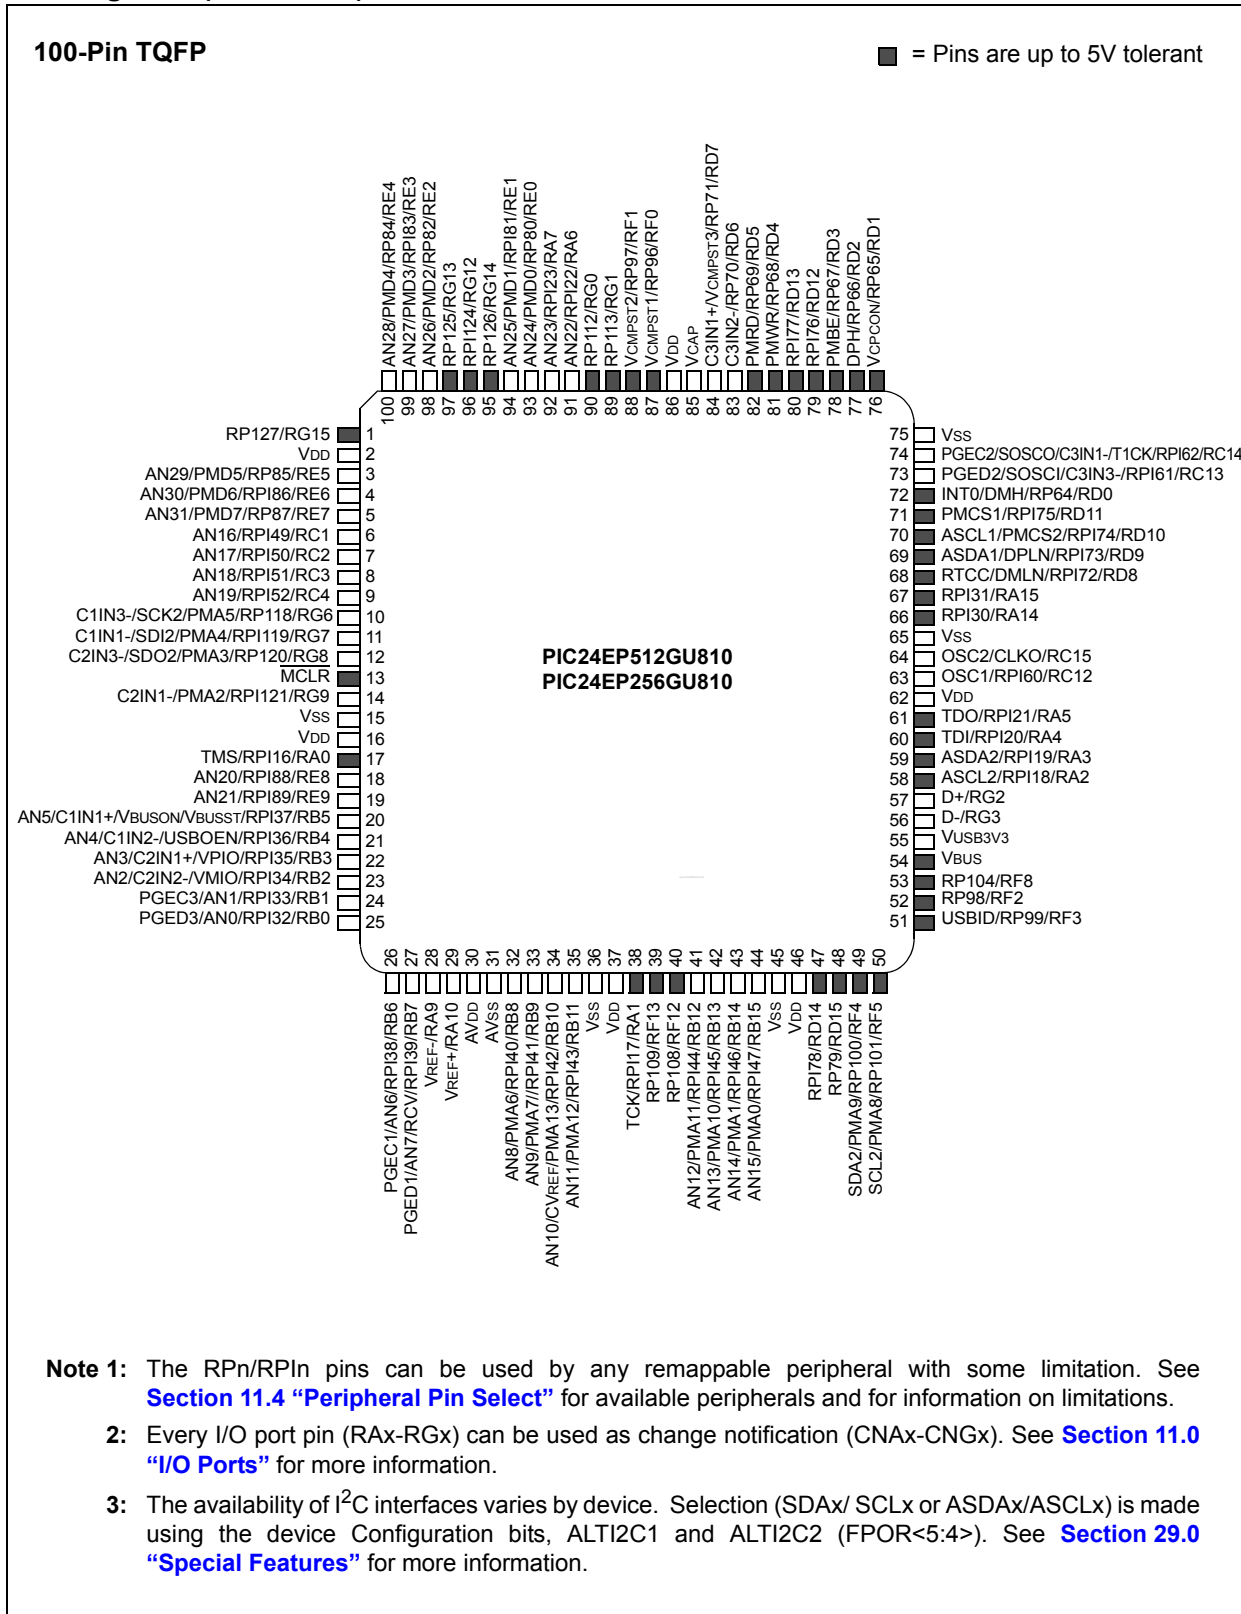 100-Pin TQFP
= Pins are up to 5V tolerant
AN28/PMD4/RP84/RE4
AN27/PMD3/RPI83/RE3
AN26/PMD2/RP82/RE2
RP125/RG13
RPI124/RG12
RP126/RG14
AN25/PMD1/RPI81/RE1
AN24/PMD0/RP80/RE0
AN23/RPI23/RA7
AN22/RPI22/RA6
RP112/RG0
RP113/RG1
VCMPST2/RP97/RF1
VCMPST1/RP96/RF0
VDD
VCAP
C3IN1+/VCMPST3/RP71/RD7
C3IN2-/RP70/RD6
PMRD/RP69/RD5
PMWR/RP68/RD4
RPI77/RD13
RPI76/RD12
PMBE/RP67/RD3
DPH/RP66/RD2
VCPCON/RP65/RD1
100
99
98
97
96
95
94
93
92
91
90
89
88
87
86
85
84
83
82
81
80
79
78
77
76
RP127/RG15 1
VDD 2
AN29/PMD5/RP85/RE5 3
AN30/PMD6/RPI86/RE6 4
AN31/PMD7/RP87/RE7 5
AN16/RPI49/RC1 6
AN17/RPI50/RC2 7
AN18/RPI51/RC3 8
AN19/RPI52/RC4 9
C1IN3-/SCK2/PMA5/RP118/RG6 10
C1IN1-/SDI2/PMA4/RPI119/RG7 11
C2IN3-/SDO2/PMA3/RP120/RG8 12
MCLR 13
C2IN1-/PMA2/RPI121/RG9 14
VSS 15
VDD 16
TMS/RPI16/RA0 17
AN20/RPI88/RE8 18
AN21/RPI89/RE9 19
AN5/C1IN1+/VBUSON/VBUSST/RPI37/RB5 20
AN4/C1IN2-/USBOEN/RPI36/RB4 21
AN3/C2IN1+/VPIO/RPI35/RB3 22
AN2/C2IN2-/VMIO/RPI34/RB2 23
PGEC3/AN1/RPI33/RB1 24
PGED3/AN0/RPI32/RB0 25
PIC24EP512GU810
PIC24EP256GU810
75 VSS
74 PGEC2/SOSCO/C3IN1-/T1CK/RPI62/RC14
73 PGED2/SOSCI/C3IN3-/RPI61/RC13
72 INT0/DMH/RP64/RD0
71 PMCS1/RPI75/RD11
70 ASCL1/PMCS2/RPI74/RD10
69 ASDA1/DPLN/RPI73/RD9
68 RTCC/DMLN/RPI72/RD8
67 RPI31/RA15
66 RPI30/RA14
65 VSS
64 OSC2/CLKO/RC15
63 OSC1/RPI60/RC12
62 VDD
61 TDO/RPI21/RA5
60 TDI/RPI20/RA4
59 ASDA2/RPI19/RA3
58 ASCL2/RPI18/RA2
57 D+/RG2
56 D-/RG3
55 VUSB3V3
54 VBUS
53 RP104/RF8
52 RP98/RF2
51 USBID/RP99/RF3
26
27
28
29
30
31
32
33
34
35
36
37
38
39
40
41
42
43
44
45
46
47
48
49
50
PGEC1/AN6/RPI38/RB6
PGED1/AN7/RCV/RPI39/RB7
VREF-/RA9
VREF+/RA10
AVDD
AVSS
AN8/PMA6/RPI40/RB8
AN9/PMA7//RPI41/RB9
AN10/CVREF/PMA13/RPI42/RB10
AN11/PMA12/RPI43/RB11
VSS
VDD
TCK/RPI17/RA1
RP109/RF13
RP108/RF12
AN12/PMA11/RPI44/RB12
AN13/PMA10/RPI45/RB13
AN14/PMA1/RPI46/RB14
AN15/PMA0/RPI47/RB15
VSS
VDD
RPI78/RD14
RP79/RD15
SDA2/PMA9/RP100/RF4
SCL2/PMA8/RP101/RF5
Note 1: The RPn/RPIn pins can be used by any remappable peripheral with some limitation. See
Section 11.4 “Peripheral Pin Select” for available peripherals and for information on limitations.
2: Every I/O port pin (RAx-RGx) can be used as change notification (CNAx-CNGx). See Section 11.0
“I/O Ports” for more information.
3: The availability of I2C interfaces varies by device. Selection (SDAx/ SCLx or ASDAx/ASCLx) is made
using the device Configuration bits, ALTI2C1 and ALTI2C2 (FPOR<5:4>). See Section 29.0
“Special Features” for more information.